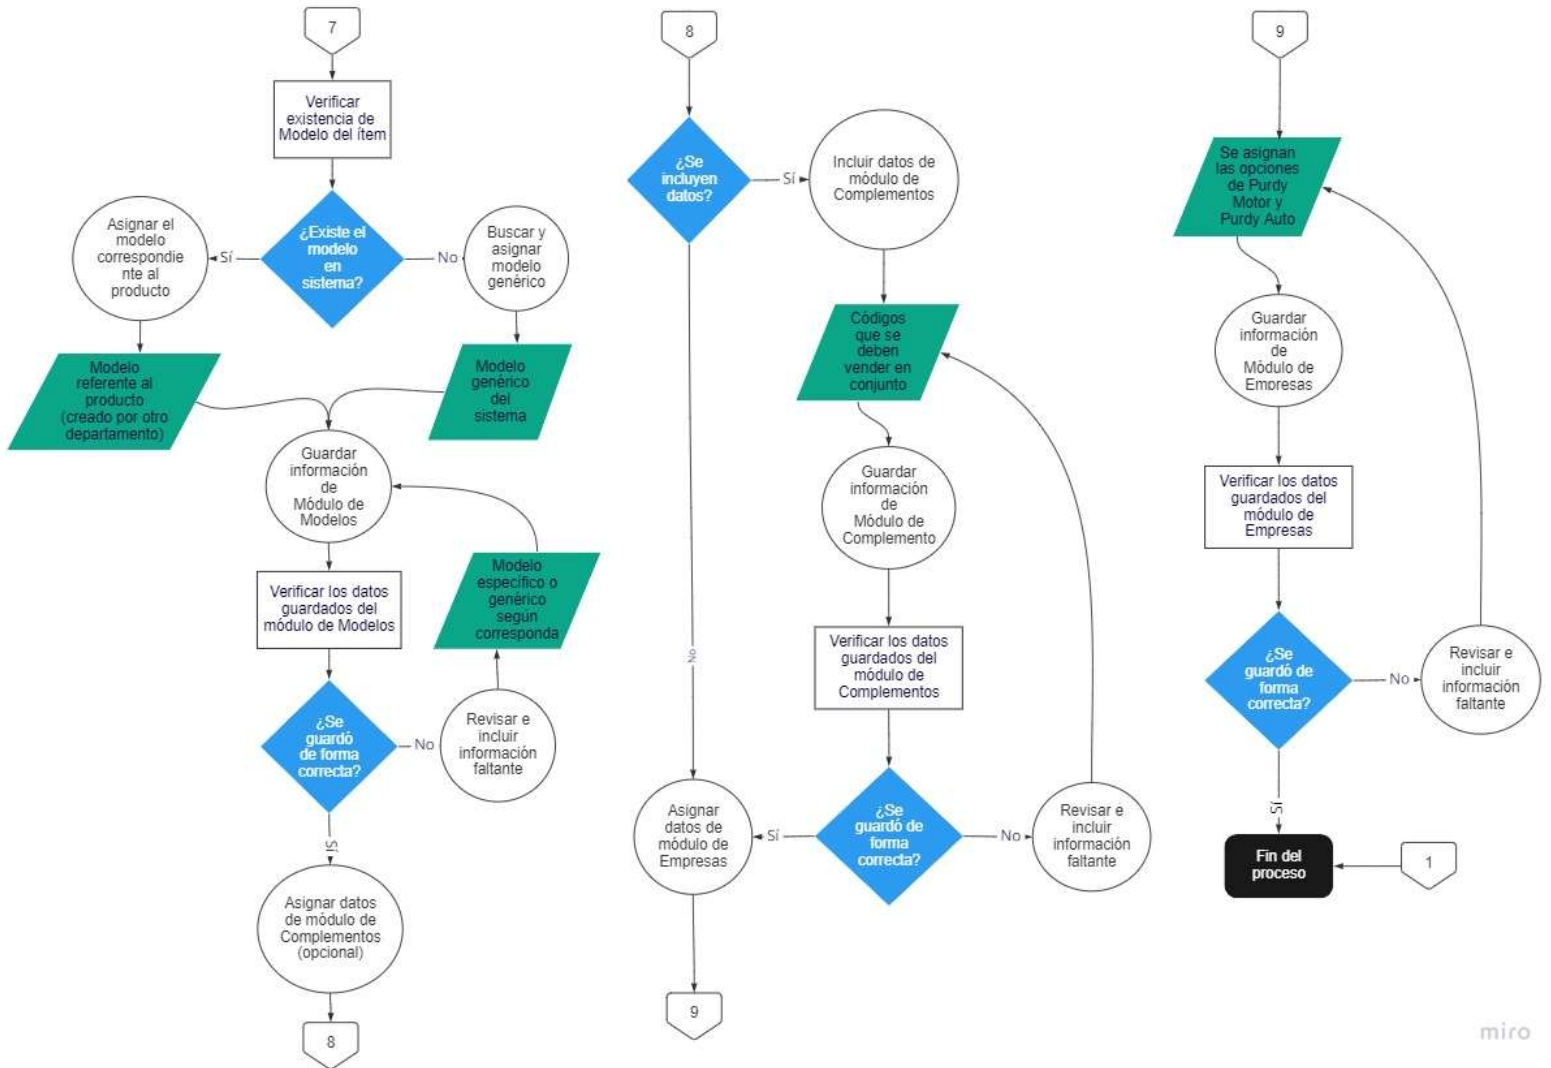 7
Verificar
existencia de
Modelo del ítem
¿Existe el
modelo
en
sistema?
Sí
No
Asignar el
modelo
correspondie
nte al
producto
Buscar y
asignar
modelo
genérico
Modelo
referente al
producto
(creado por otro
departamento)
Modelo
genérico
del
sistema
Guardar
información
de
Módulo de
Modelos
Verificar los datos
guardados del
módulo de Modelos
Modelo
específico o
genérico
según
corresponda
¿Se
guardó
de forma
correcta?
No
Revisar e
incluir
información
faltante
Sí
Asignar datos
de módulo de
Complementos
(opcional)
8
8
¿Se
incluyen
datos?
Sí
Incluir datos de
módulo de
Complementos
Códigos
que se
deben
vender en
conjunto
Guardar
información
de
Módulo de
Complemento
No
Verificar los datos
guardados del
módulo de
Complementos
¿Se
guardó de
forma
correcta?
Sí
No
Revisar e
incluir
información
faltante
Asignar
datos de
módulo de
Empresas
9
9
Se asignan
las opciones
de Purdy
Motor y
Purdy Auto
Guardar
información
de
Módulo de
Empresas
Verificar los datos
guardados del
módulo de
Empresas
¿Se
guardó de
forma
correcta?
No
Revisar e
incluir
información
faltante
Sí
Fin del
proceso
1
miro